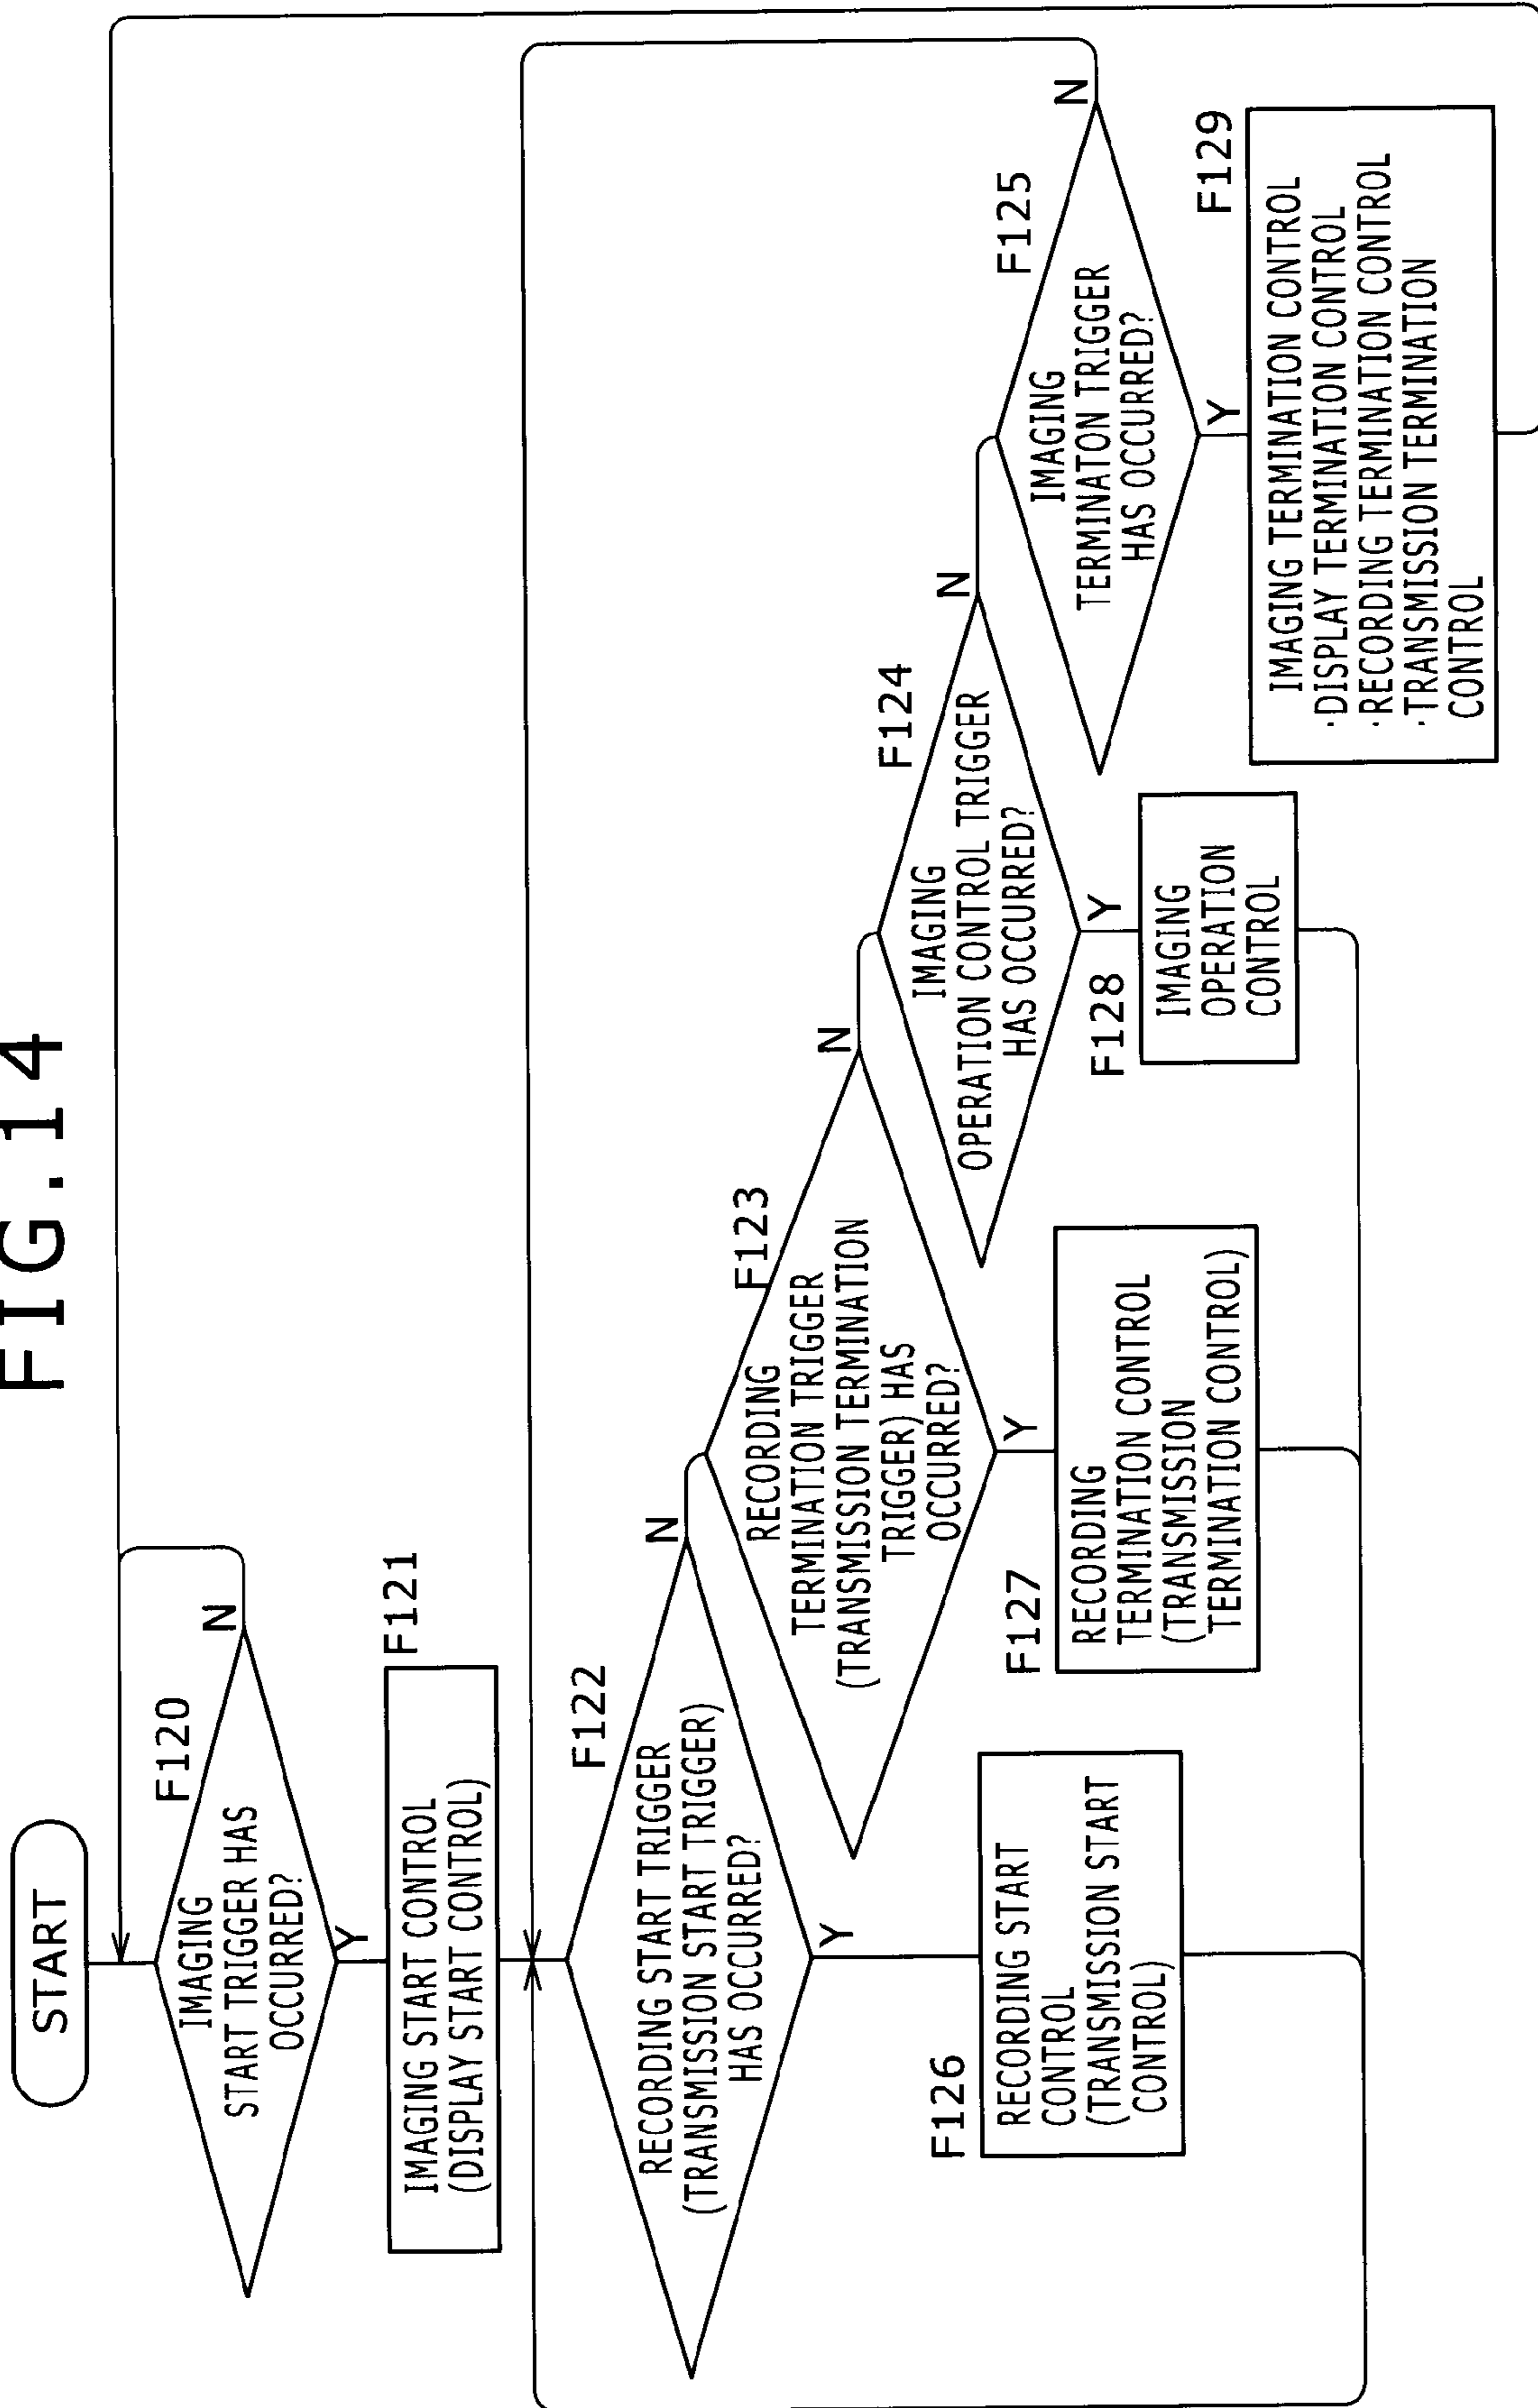 FIG.14
START
F120
IMAGING
START TRIGGER HAS
OCCURRED?
N
Y
F121
IMAGING START CONTROL
(DISPLAY START CONTROL)
F122
RECORDING START TRIGGER
(TRANSMISSION START TRIGGER)
HAS OCCURRED?
N
Y
F123
RECORDING
TERMINATION TRIGGER
(TRANSMISSION TERMINATION
TRIGGER) HAS
OCCURRED?
N
Y
F124
IMAGING
OPERATION CONTROL TRIGGER
HAS OCCURRED?
N
Y
F125
IMAGING
TERMINATON TRIGGER
HAS OCCURRED?
N
Y
F126
RECORDING START
CONTROL
(TRANSMISSION START
CONTROL)
F127
RECORDING
TERMINATION CONTROL
(TRANSMISSION
TERMINATION CONTROL)
F128
IMAGING
OPERATION
CONTROL
F129
IMAGING TERMINATION CONTROL
·DISPLAY TERMINATION CONTROL
·RECORDING TERMINATION CONTROL
·TRANSMISSION TERMINATION
CONTROL